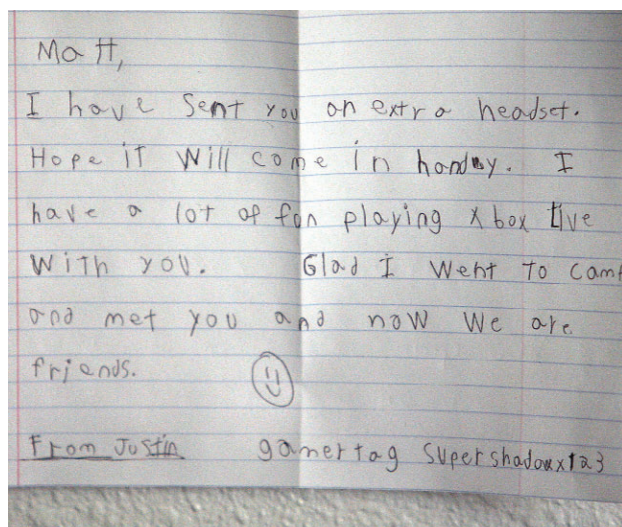 Matt,
I have sent you an extra headset.
Hope it will come in handy. I
have a lot of fun playing xbox Live
with you. Glad I went to camp
and met you and now we are
friends.
From Justin gamertag supershadowx123